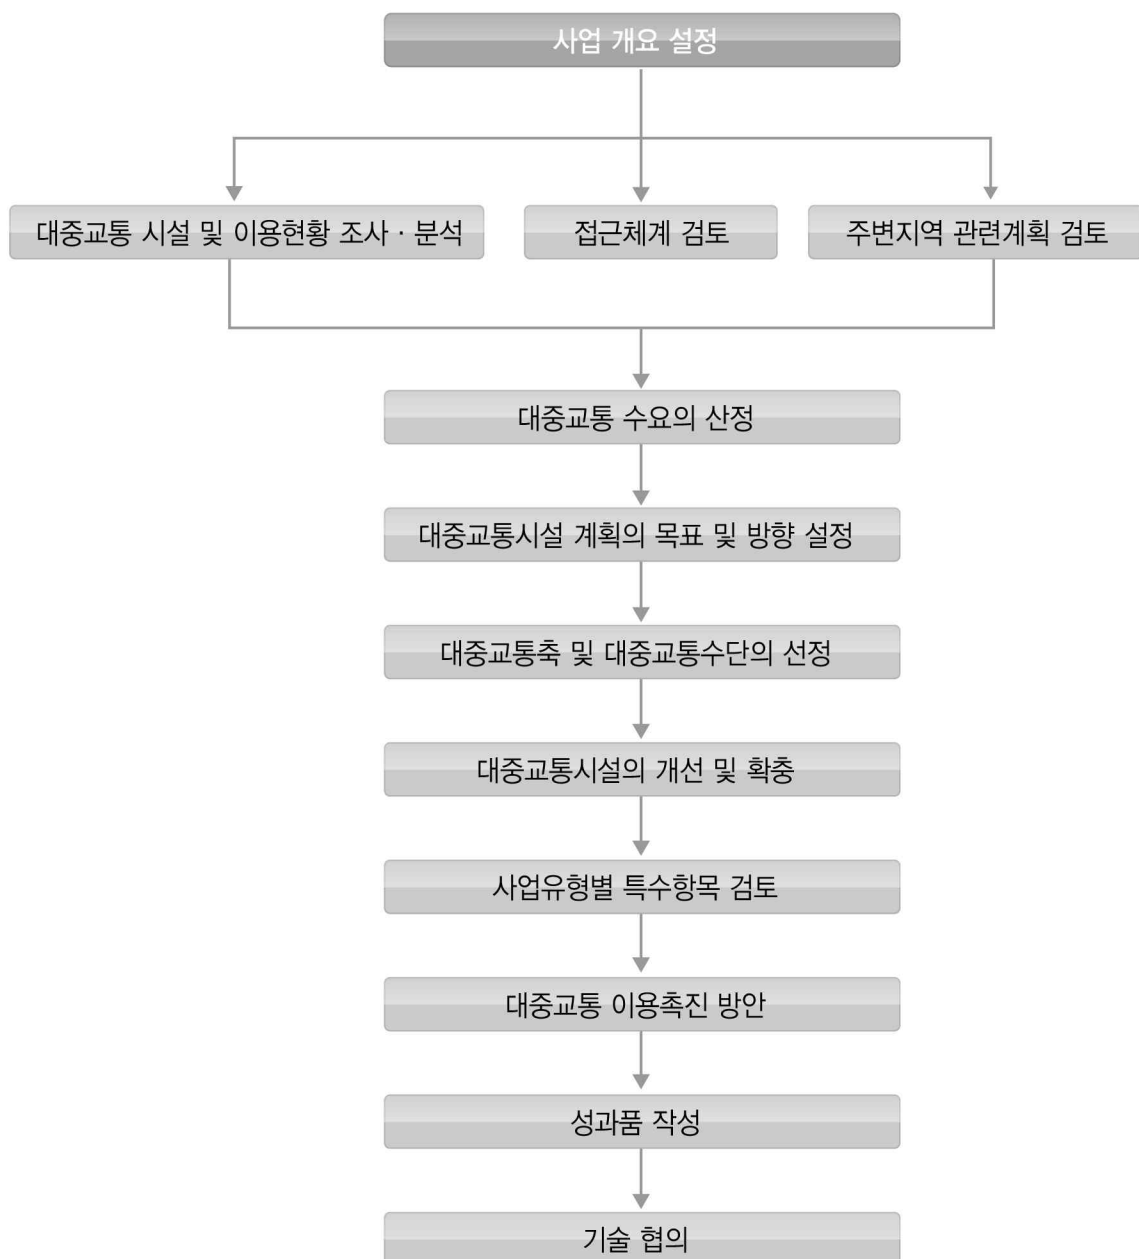 사업 개요 설정
대중교통 시설 및 이용현황 조사 · 분석
접근체계 검토
주변지역 관련계획 검토
대중교통 수요의 산정
대중교통시설 계획의 목표 및 방향 설정
대중교통축 및 대중교통수단의 선정
대중교통시설의 개선 및 확충
사업유형별 특수항목 검토
대중교통 이용촉진 방안
성과품 작성
기술 협의